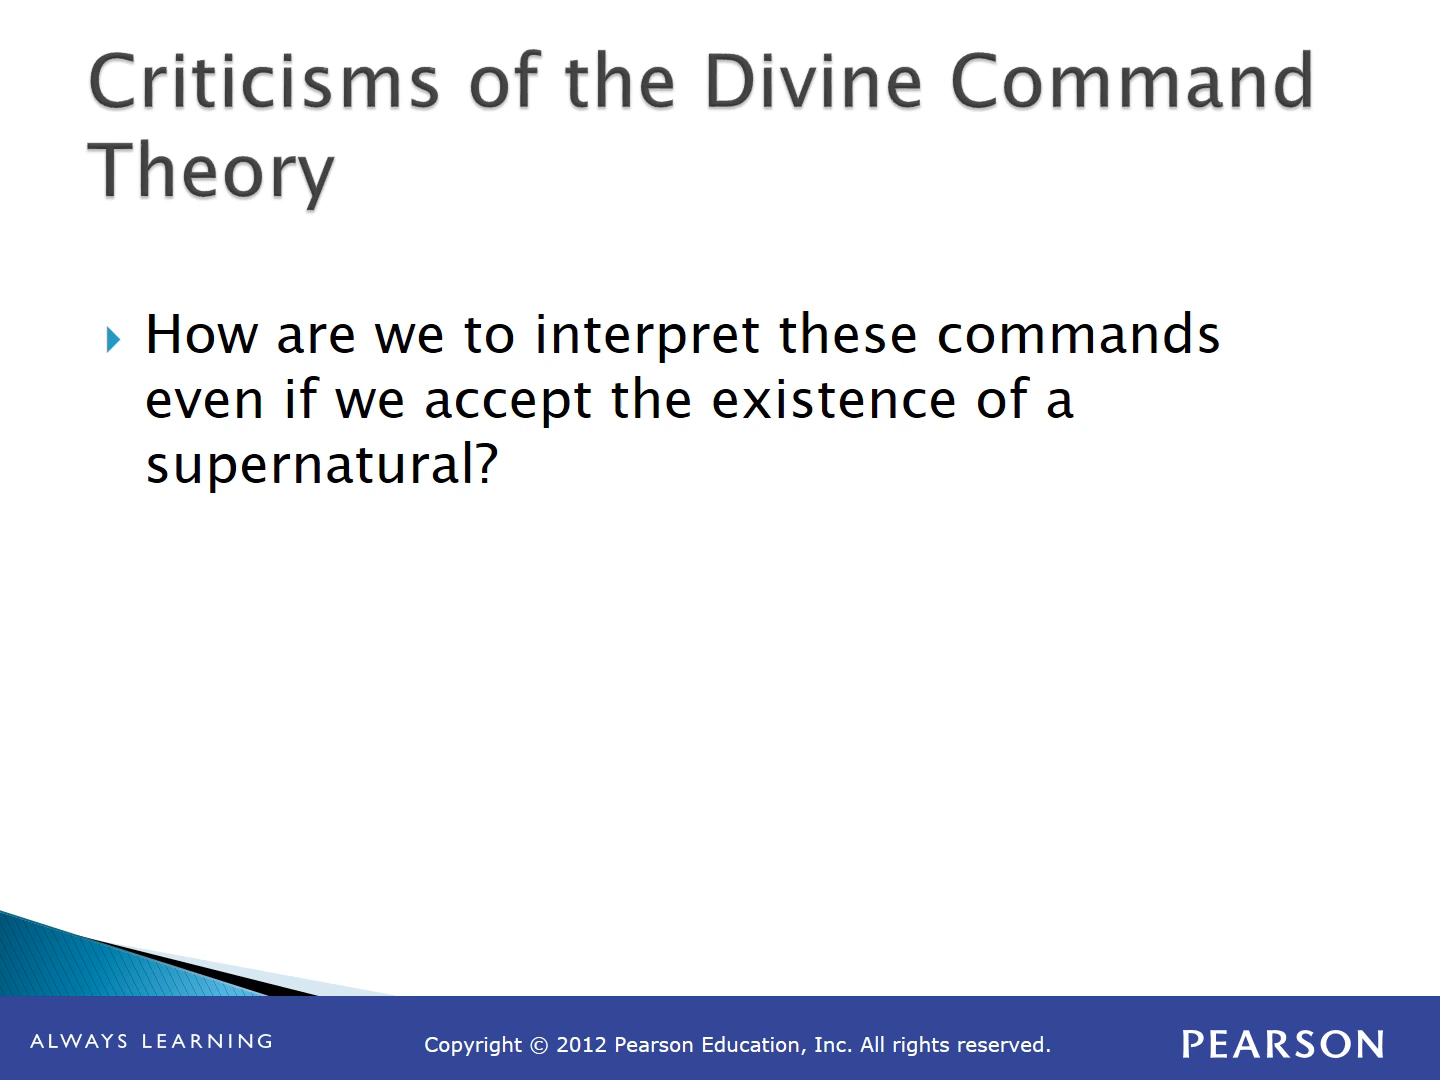 Criticisms of the Divine Command
Theory
How are we to interpret these commands
even if we accept the existence of a
supernatural?
ALWAYS LEARNING
Copyright © 2012 Pearson Education, Inc. All rights reserved.
PEARSON